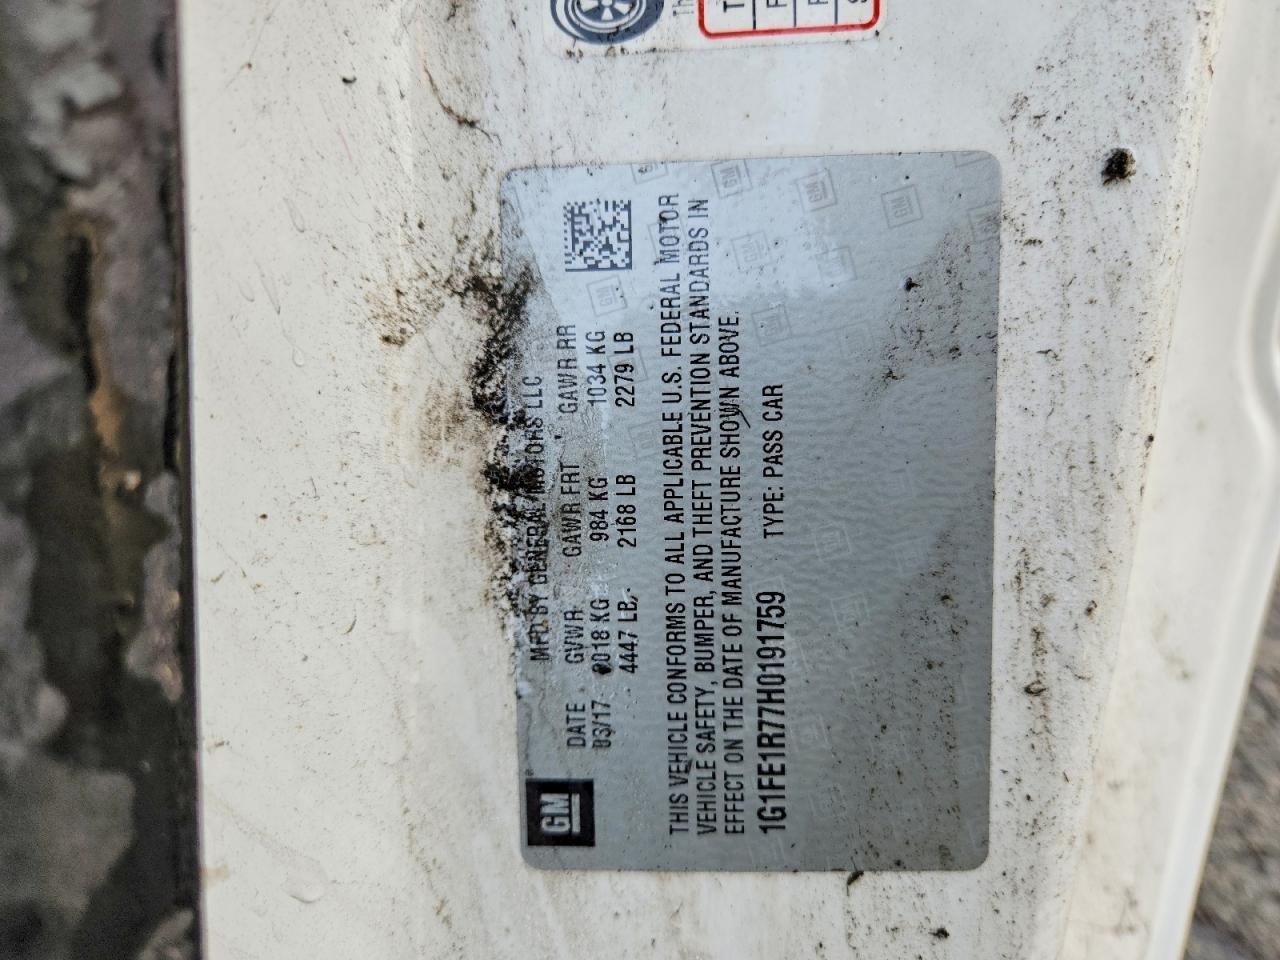 GM
MFD BY GENERAL MOTORS LLC
DATE GVWR GAWR FRT GAWR RR
03/17 2018 KG 984 KG 1034 KG
4447 LB 2168 LB 2279 LB
THIS VEHICLE CONFORMS TO ALL APPLICABLE U.S. FEDERAL MOTOR
VEHICLE SAFETY, BUMPER, AND THEFT PREVENTION STANDARDS IN
EFFECT ON THE DATE OF MANUFACTURE SHOWN ABOVE.
1G1FE1R77H0191759 TYPE: PASS CAR